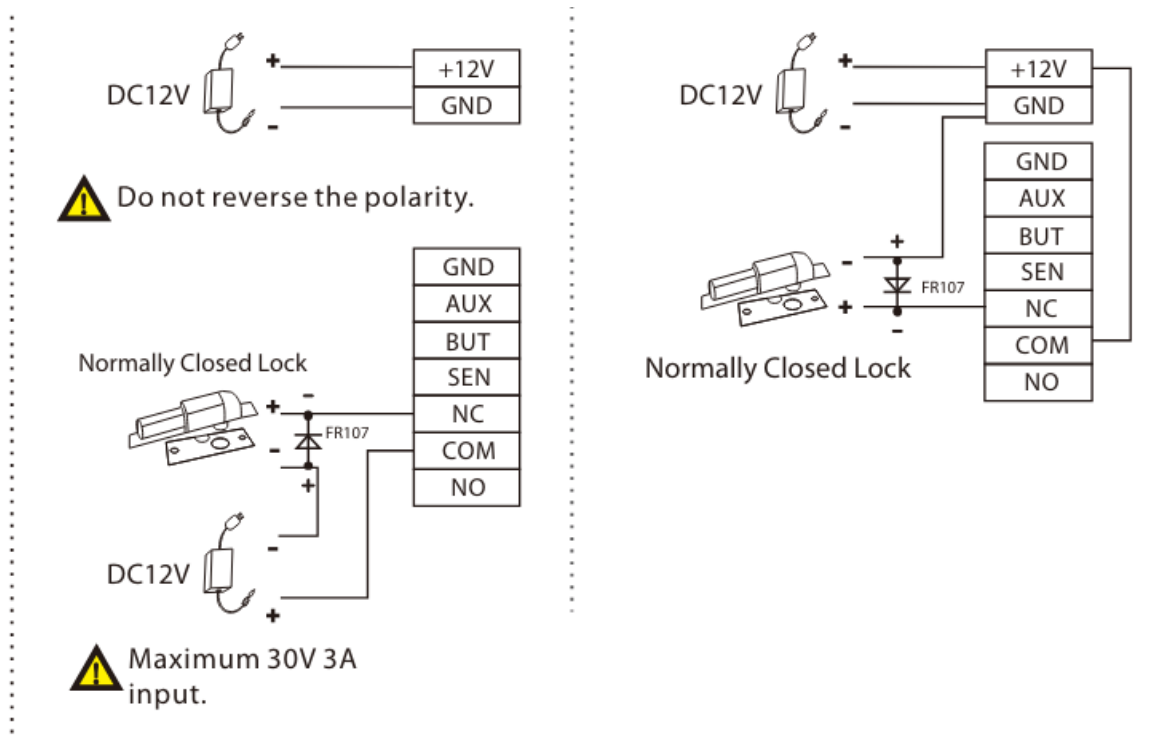 +
DC12V
-
+12V
GND
Do not reverse the polarity.
GND
AUX
BUT
SEN
NC
COM
NO
Normally Closed Lock
+
-
-
+
FR107
DC12V
-
+
Maximum 30V 3A
input.
+
DC12V
-
+12V
GND
GND
AUX
BUT
SEN
NC
COM
NO
-
+
+
-
FR107
Normally Closed Lock